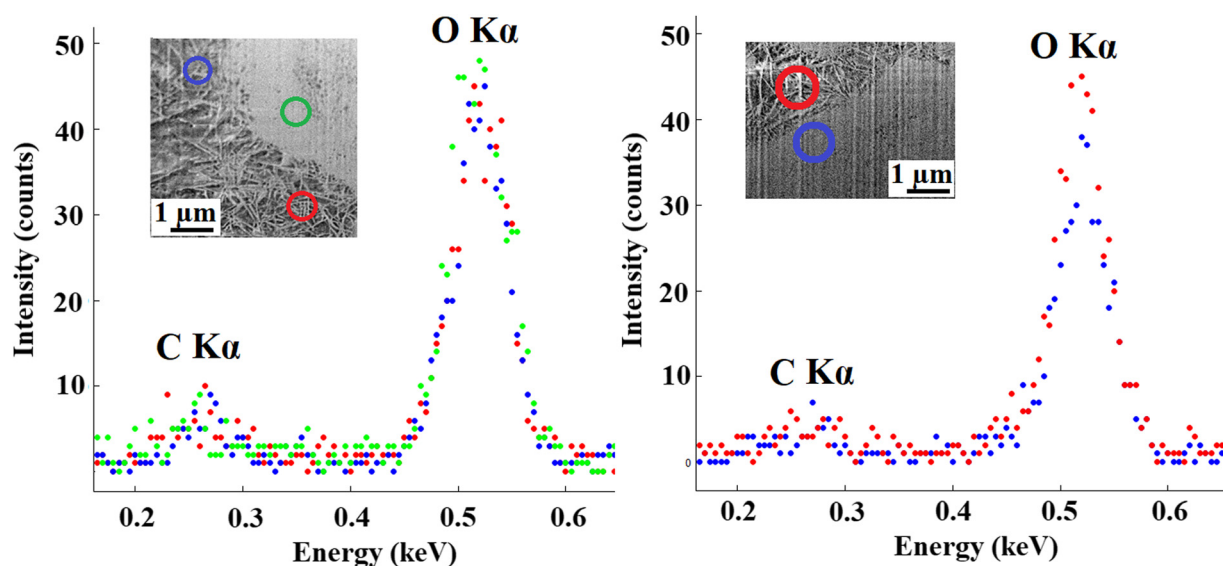 50
40
30
20
10
Intensity (counts)
O Kα
C Kα
1 µm
0.2 0.3 0.4 0.5 0.6
Energy (keV)
50
40
30
20
10
0
Intensity (counts)
O Kα
C Kα
1 µm
0.2 0.3 0.4 0.5 0.6
Energy (keV)